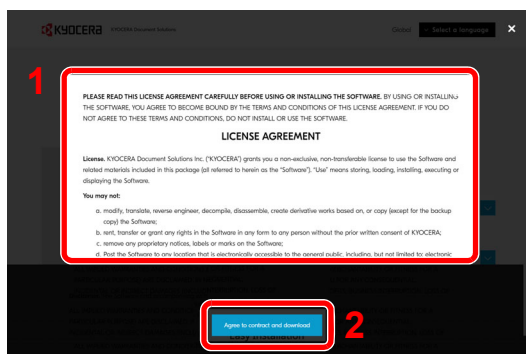 KYOCERA KYOCERA Document Solutions Contact Select a language ×
1
PLEASE READ THIS LICENSE AGREEMENT CAREFULLY BEFORE USING OR INSTALLING THE SOFTWARE. BY USING OR INSTALLING
THE SOFTWARE, YOU AGREE TO BECOME BOUND BY THE TERMS AND CONDITIONS OF THIS LICENSE AGREEMENT. IF YOU DO
NOT AGREE TO THESE TERMS AND CONDITIONS, DO NOT INSTALL OR USE THE SOFTWARE.
LICENSE AGREEMENT
License. KYOCERA Document Solutions Inc. ("KYOCERA") grants you a non-exclusive, non-transferable license to use the Software and
related materials included in this package (all referred to herein as the "Software"). "Use" means storing, loading, installing, executing or
displaying the Software.
You may not:
a. modify, translate, reverse engineer, decompile, disassemble, create derivative works based on, or copy (except for the backup
copy) the Software;
b. rent, transfer or grant any rights in the Software in any form to any person without the prior written consent of KYOCERA;
c. remove any proprietary notices, labels or marks on the Software;
d. Post the Software to any location that is electronically accessible to the general public, including, but not limited to: electronic
Agree to contract and download
2
Easy Installation